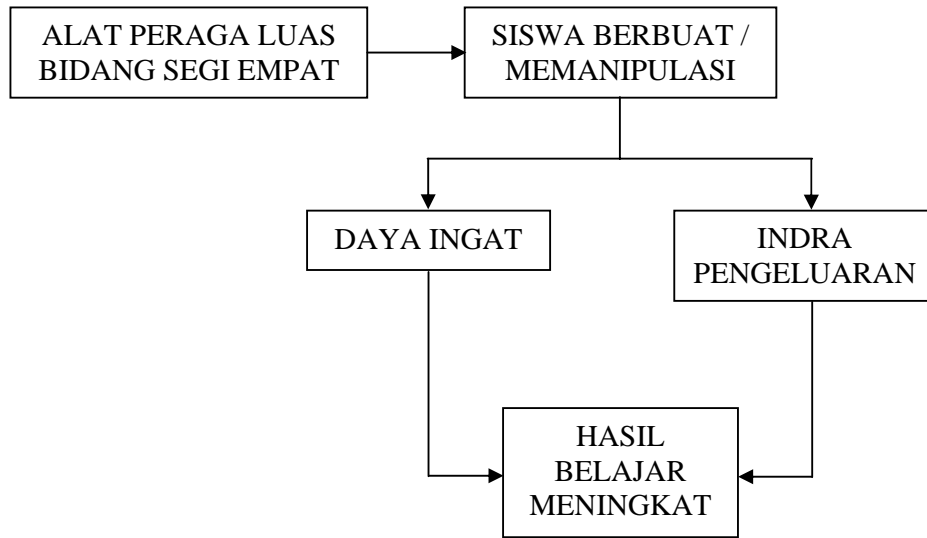 ALAT PERAGA LUAS
BIDANG SEGI EMPAT
SISWA BERBUAT /
MEMANIPULASI
DAYA INGAT
INDRA
PENGELUARAN
HASIL
BELAJAR
MENINGKAT